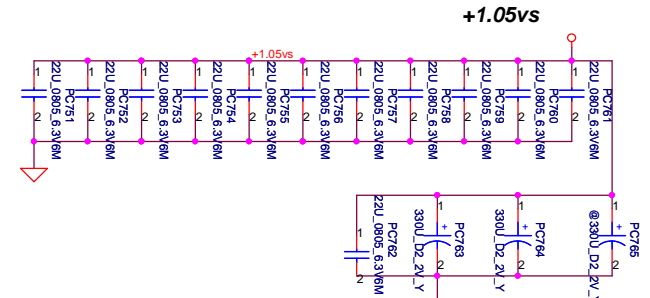 +1.05vs
+1.05vs
1
2
PC751
22U_0805_6.3V6M
1
2
PC752
22U_0805_6.3V6M
1
2
PC753
22U_0805_6.3V6M
1
2
PC754
22U_0805_6.3V6M
1
2
PC755
22U_0805_6.3V6M
1
2
PC756
22U_0805_6.3V6M
1
2
PC757
22U_0805_6.3V6M
1
2
PC758
22U_0805_6.3V6M
1
2
PC759
22U_0805_6.3V6M
1
2
PC760
22U_0805_6.3V6M
1
2
PC761
22U_0805_6.3V6M
1
2
PC762
22U_0805_6.3V6M
1
+
2
PC763
330U_D2_2V_Y
1
+
2
PC764
330U_D2_2V_Y
1
+
2
PC765
@330U_D2_2V_Y